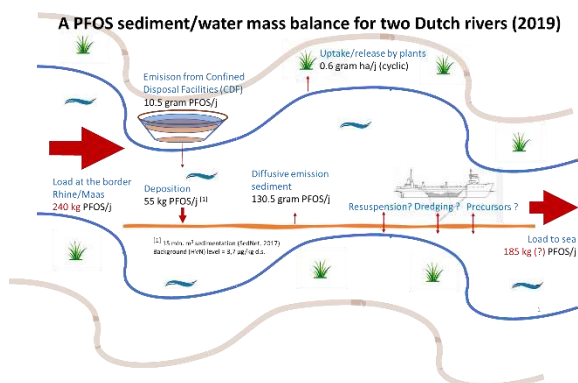 A PFOS sediment/water mass balance for two Dutch rivers (2019)
Uptake/release by plants
0.6 gram ha/j (cyclic)
Emisison from Confined
Disposal Facilities (CDF)
10.5 gram PFOS/j
Load at the border
Rhine/Maas
240 kg PFOS/j
Deposition
55 kg PFOS/j [1]
Diffusive emission
sediment
130.5 gram PFOS/j
Resuspension? Dredging ? Precursors ?
Load to sea
185 kg (?) PFOS/j
[1] 15 mln. m³ sedimentation (SedNet, 2017)
Background (HVN) level = 3,7 µg/kg d.s.
1